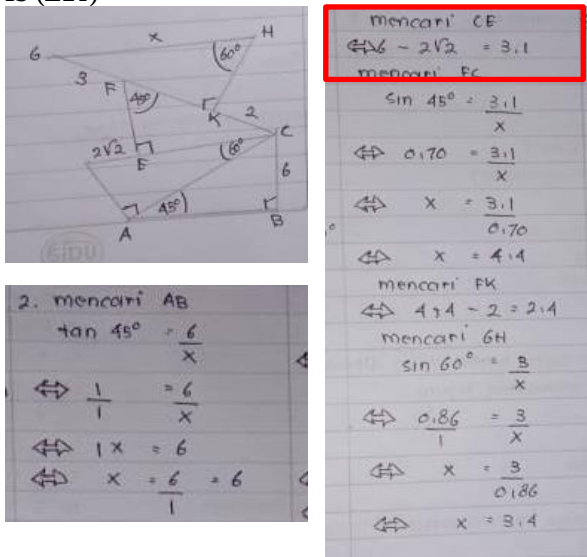 G x H
60°
3 F 45° K 2 C
2√2 E 60° 6
A 45° B
SIDU
2. mencari AB
tan 45° = 6/x
⟺ 1/1 = 6/x
⟺ 1x = 6
⟺ x = 6/1 = 6
mencari CE
⟺ 6 - 2√2 = 3.1
mencari FC
sin 45° = 3.1/x
⟺ 0.70 = 3.1/x
⟺ x = 3.1/0.70
⟺ x = 4.4
mencari FK
⟺ 4,4 - 2 = 2.4
mencari GH
sin 60° = 3/x
⟺ 0.86/1 = 3/x
⟺ x = 3/0.86
⟺ x = 3.4